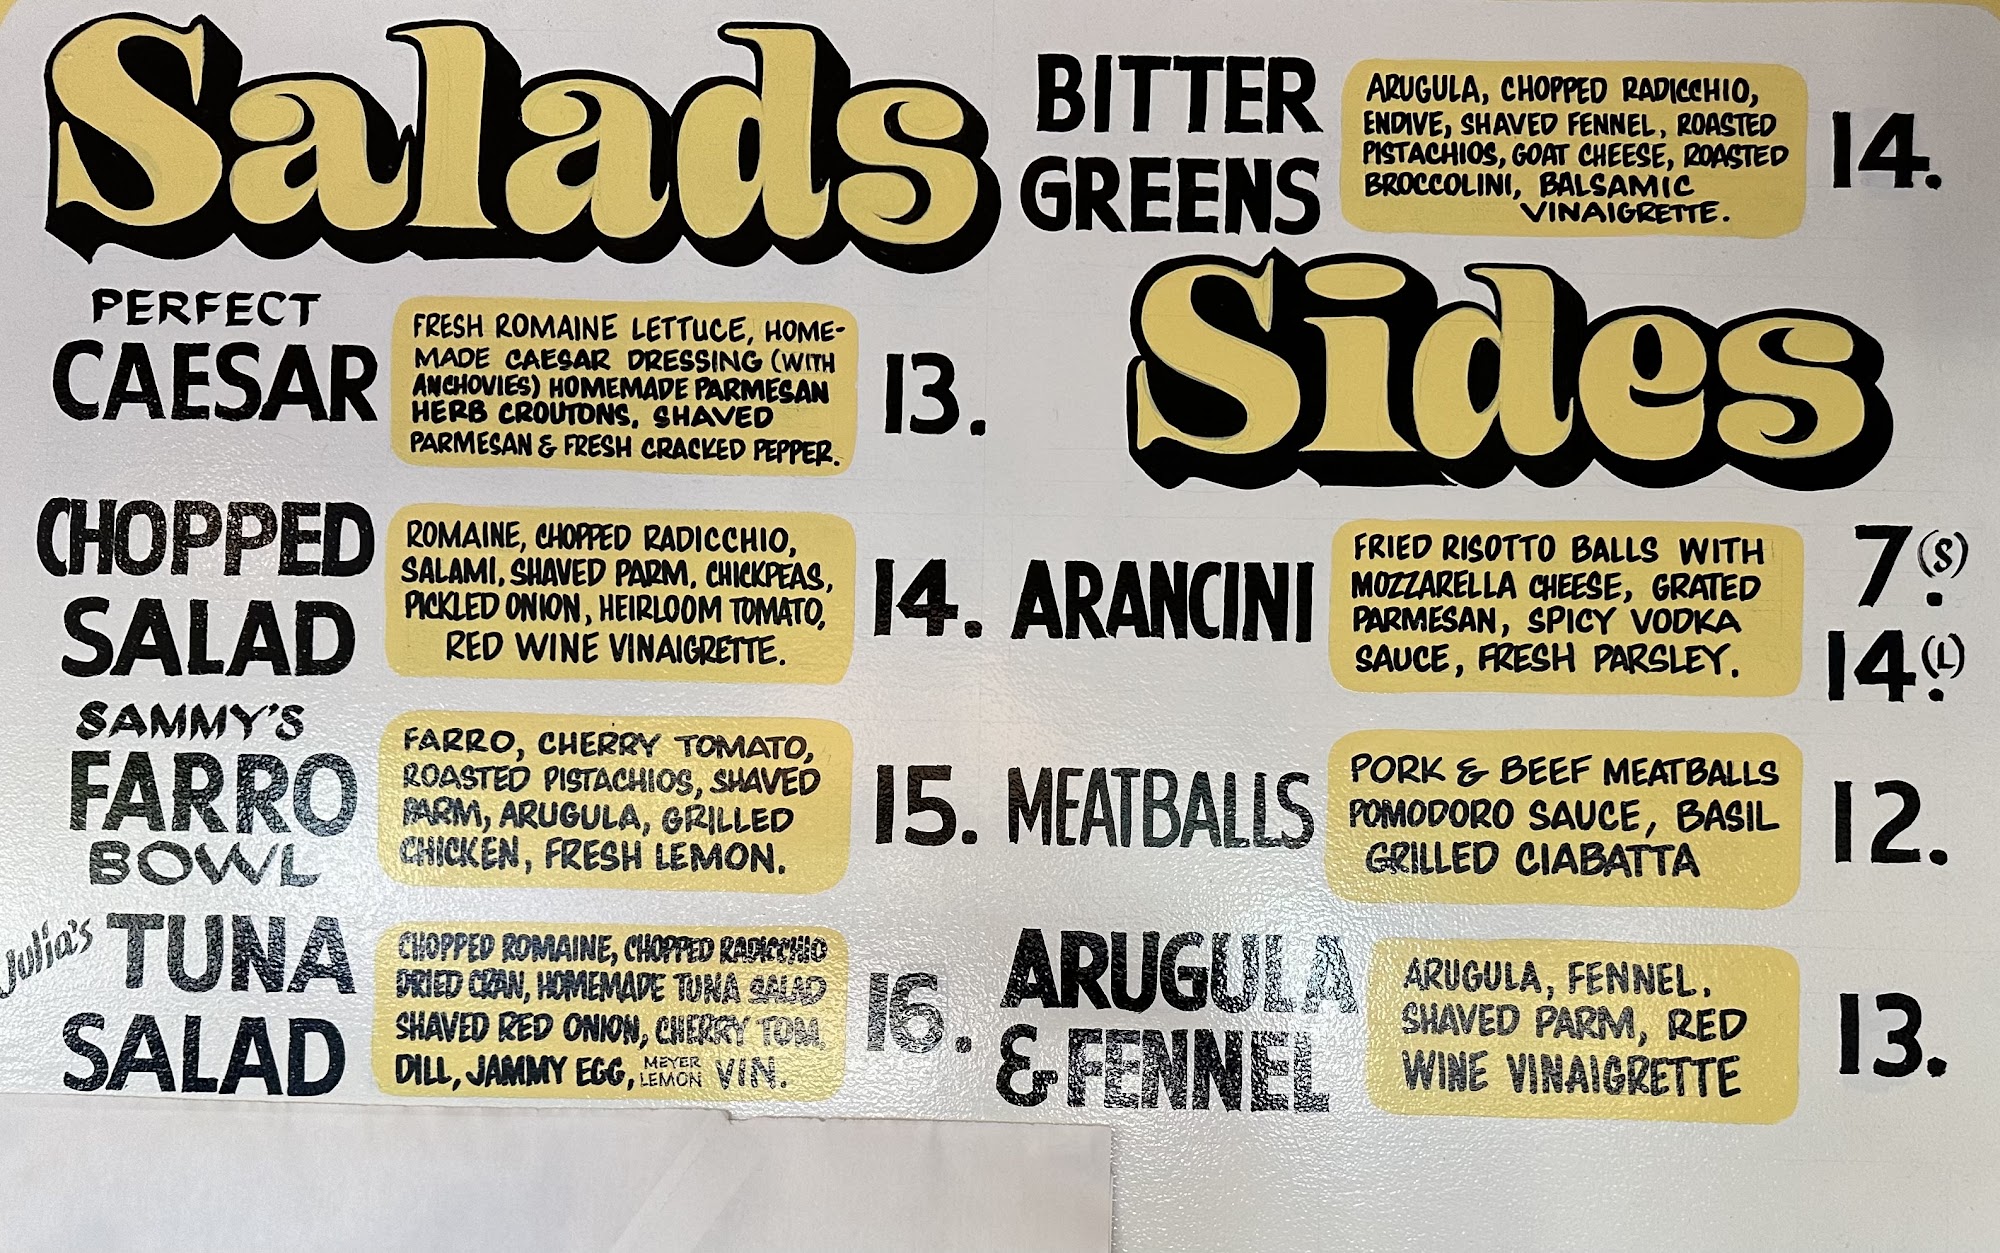 Salads
PERFECT
CAESAR
FRESH ROMAINE LETTUCE, HOME-
MADE CAESAR DRESSING (WITH
ANCHOVIES) HOMEMADE PARMESAN
HERB CROUTONS, SHAVED
PARMESAN & FRESH CRACKED PEPPER.
13.
CHOPPED
SALAD
ROMAINE, CHOPPED RADICCHIO,
SALAMI, SHAVED PARM, CHICKPEAS,
PICKLED ONION, HEIRLOOM TOMATO,
RED WINE VINAIGRETTE.
14.
SAMMY'S
FARRO
BOWL
FARRO, CHERRY TOMATO,
ROASTED PISTACHIOS, SHAVED
PARM, ARUGULA, GRILLED
CHICKEN, FRESH LEMON.
15.
Julia's TUNA
SALAD
CHOPPED ROMAINE, CHOPPED RADICCHIO
DRIED CRAN, HOMEMADE TUNA SALAD
SHAVED RED ONION, CHERRY TOM,
DILL, JAMMY EGG, MEYER LEMON VIN.
16.
BITTER
GREENS
ARUGULA, CHOPPED RADICCHIO,
ENDIVE, SHAVED FENNEL, ROASTED
PISTACHIOS, GOAT CHEESE, ROASTED
BROCCOLINI, BALSAMIC
VINAIGRETTE.
14.
Sides
ARANCINI
FRIED RISOTTO BALLS WITH
MOZZARELLA CHEESE, GRATED
PARMESAN, SPICY VODKA
SAUCE, FRESH PARSLEY.
7.(S)
14.(L)
MEATBALLS
PORK & BEEF MEATBALLS
POMODORO SAUCE, BASIL
GRILLED CIABATTA
12.
ARUGULA
& FENNEL
ARUGULA, FENNEL,
SHAVED PARM, RED
WINE VINAIGRETTE
13.